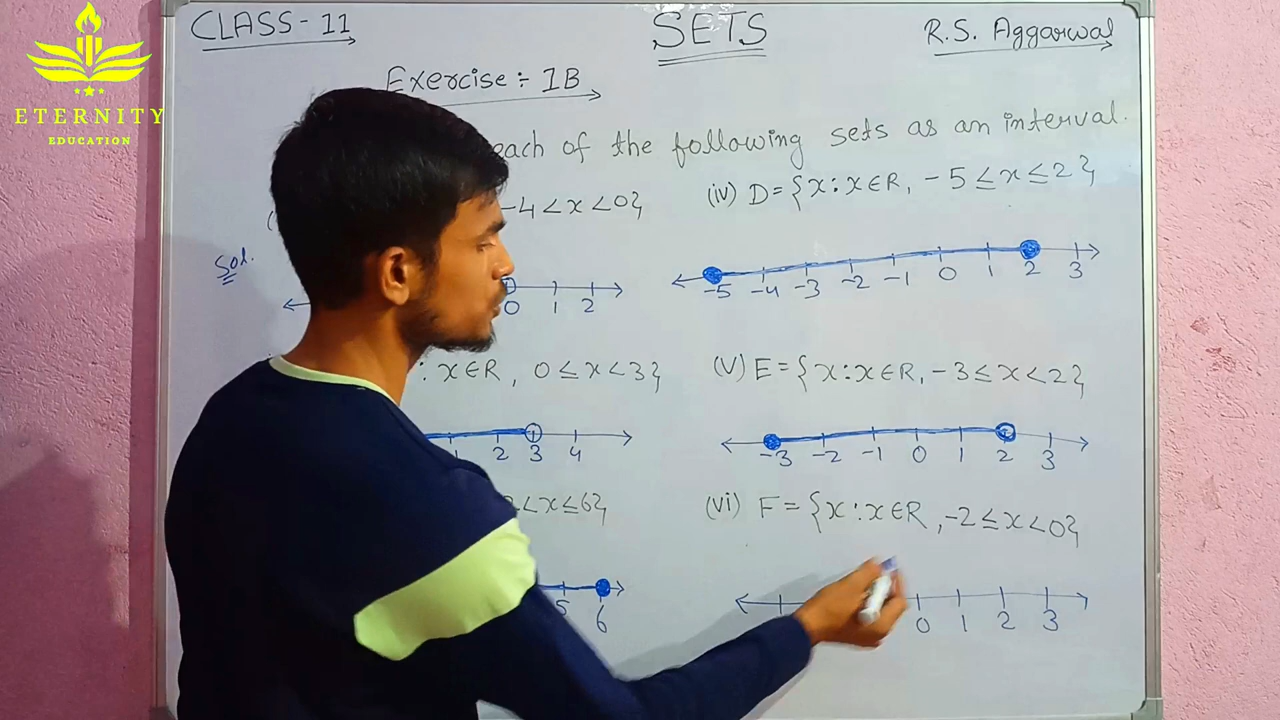 CLASS-11
SETS
R.S. Aggarwal
ETERNITY
EDUCATION
Exercise:- 1B
each of the following sets as an interval.
-4 < x < 0}
(iv) D = {x : x ∈ R, -5 ≤ x ≤ 2}
Sol.
0 1 2
-5 -4 -3 -2 -1 0 1 2 3
: x ∈ R, 0 ≤ x < 3}
(v) E = {x : x ∈ R, -3 ≤ x < 2}
2 3 4
-3 -2 -1 0 1 2 3
< x ≤ 6}
(vi) F = {x : x ∈ R, -2 ≤ x < 0}
5 6
0 1 2 3